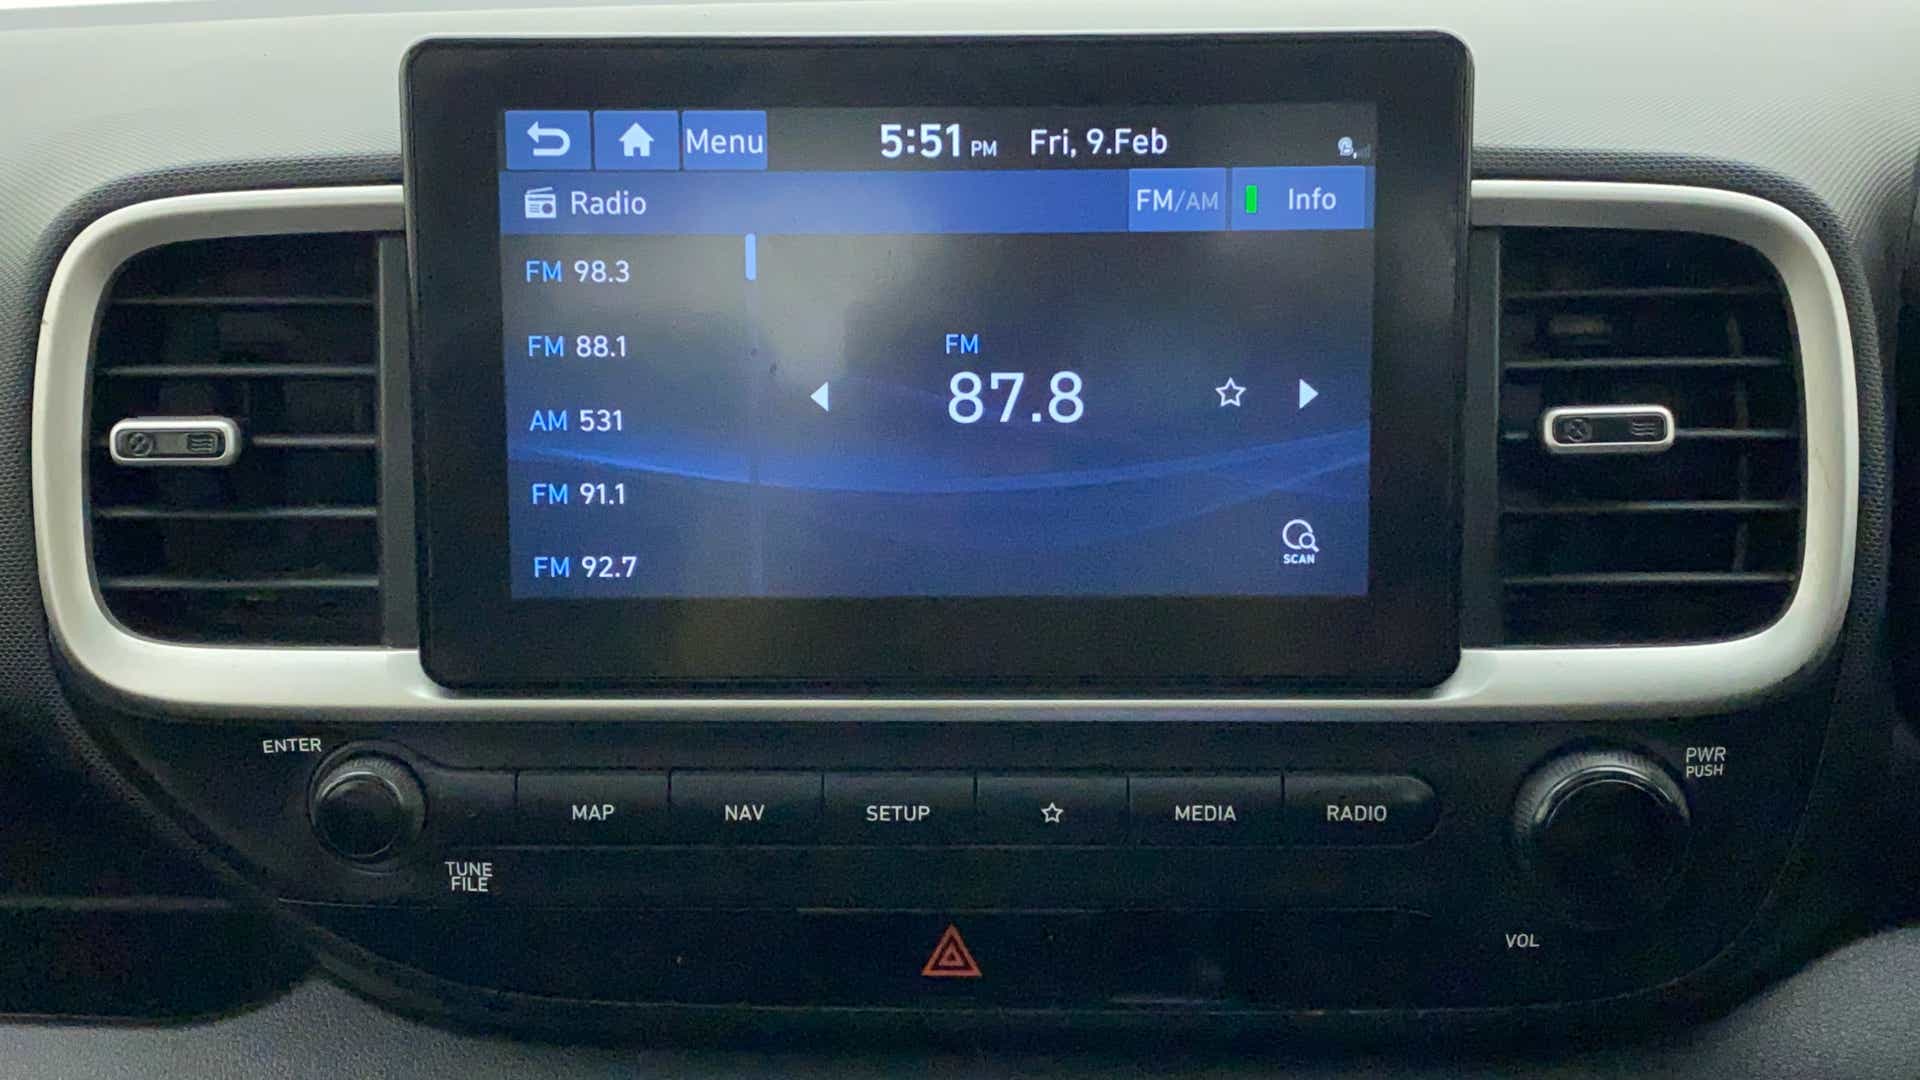 Menu 5:51 PM Fri, 9.Feb
Radio FM/AM Info
FM 98.3
FM 88.1
AM 531
FM 91.1
FM 92.7
FM
87.8
SCAN
ENTER
TUNE
FILE
MAP NAV SETUP MEDIA RADIO
PWR
PUSH
VOL